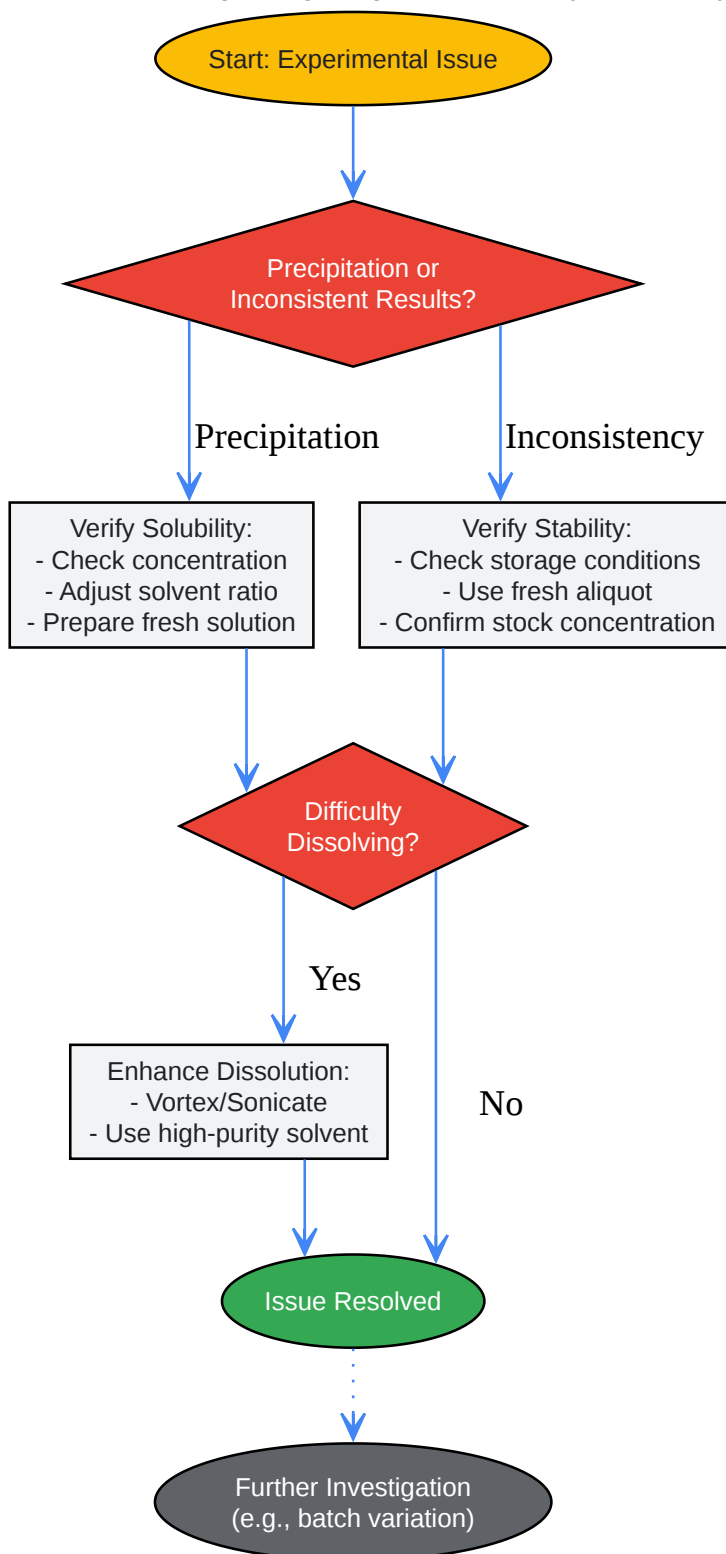 Start: Experimental Issue
Precipitation or
Inconsistent Results?
Precipitation
Inconsistency
Verify Solubility:
- Check concentration
- Adjust solvent ratio
- Prepare fresh solution
Verify Stability:
- Check storage conditions
- Use fresh aliquot
- Confirm stock concentration
Difficulty
Dissolving?
Yes
Enhance Dissolution:
- Vortex/Sonicate
- Use high-purity solvent
No
Issue Resolved
Further Investigation
(e.g., batch variation)